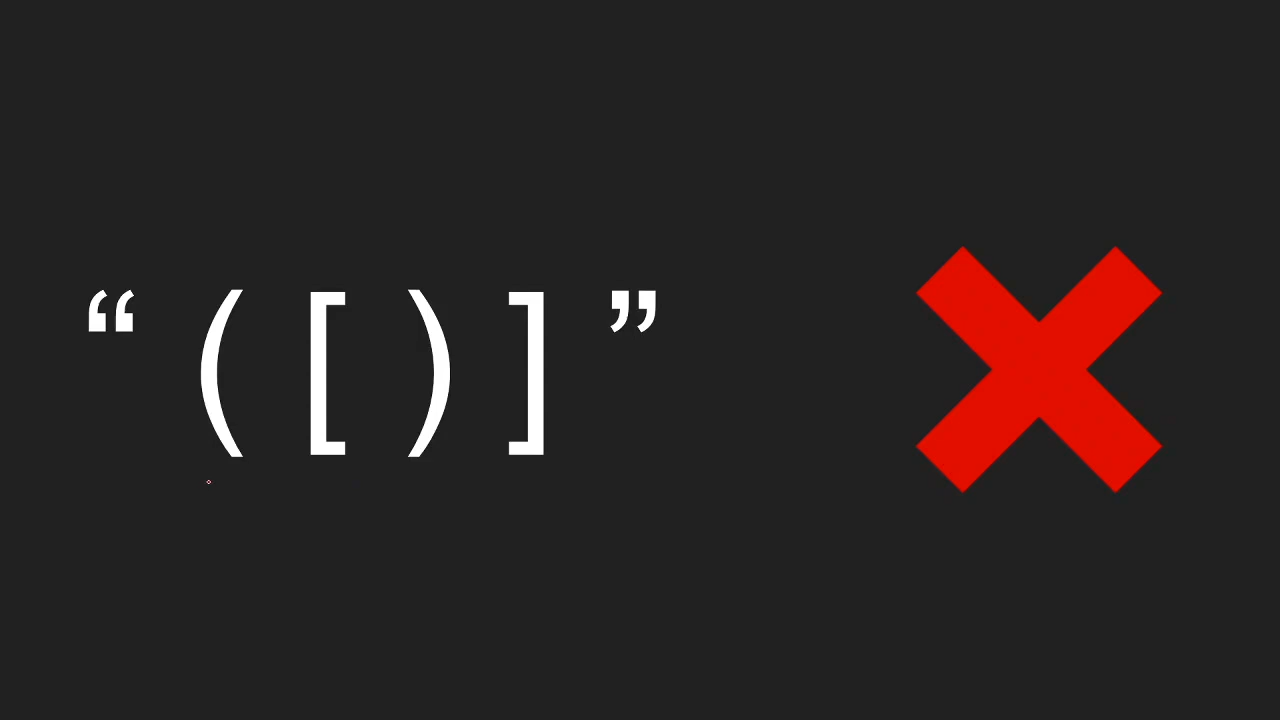 “ ( [ ) ] ”